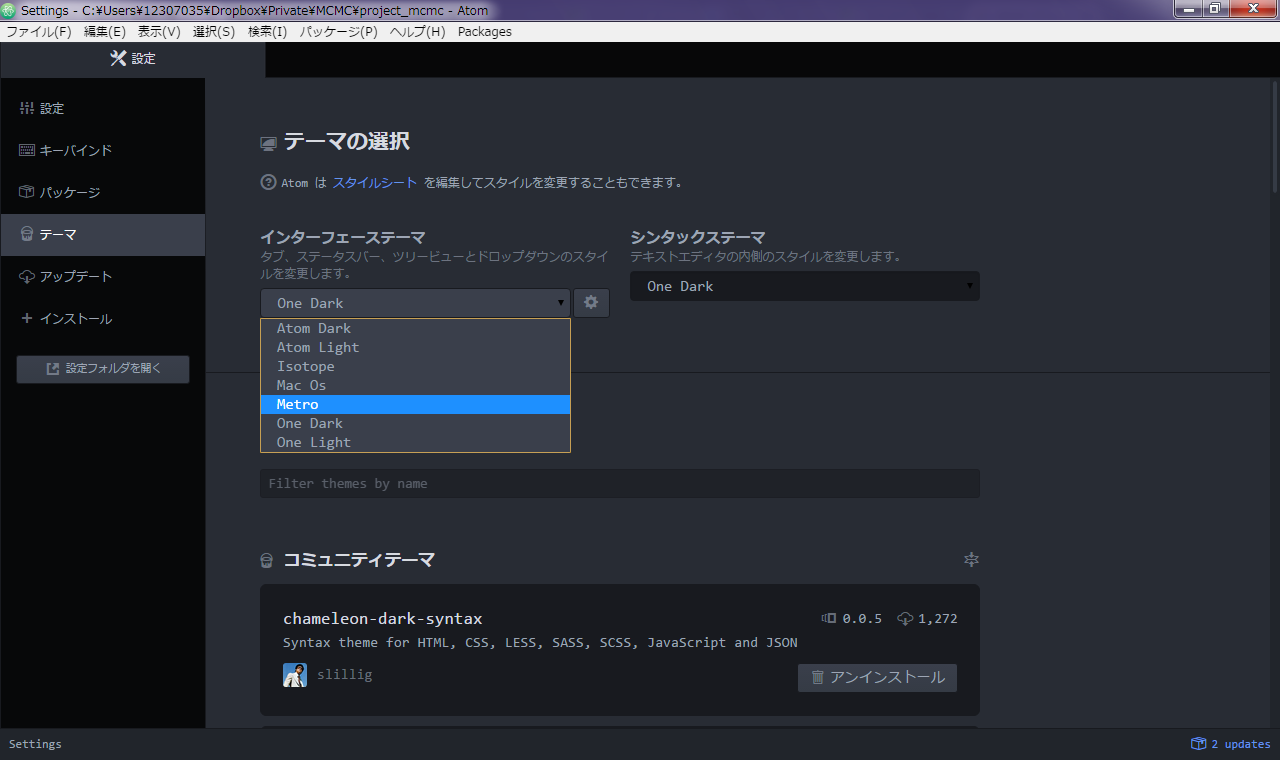 Settings - C:¥Users¥12307035¥Dropbox¥Private¥MCMC¥project_mcmc - Atom
ファイル(F) 編集(E) 表示(V) 選択(S) 検索(I) パッケージ(P) ヘルプ(H) Packages
設定
設定
キーバインド
パッケージ
テーマ
アップデート
インストール
設定フォルダを開く
テーマの選択
Atom は スタイルシート を編集してスタイルを変更することもできます。
インターフェーステーマ
タブ、ステータスバー、ツリービューとドロップダウンのスタイ
ルを変更します。
One Dark
Atom Dark
Atom Light
Isotope
Mac Os
Metro
One Dark
One Light
シンタックステーマ
テキストエディタの内側のスタイルを変更します。
One Dark
Filter themes by name
コミュニティテーマ
chameleon-dark-syntax 0.0.5 1,272
Syntax theme for HTML, CSS, LESS, SASS, SCSS, JavaScript and JSON
slillig アンインストール
Settings 2 updates